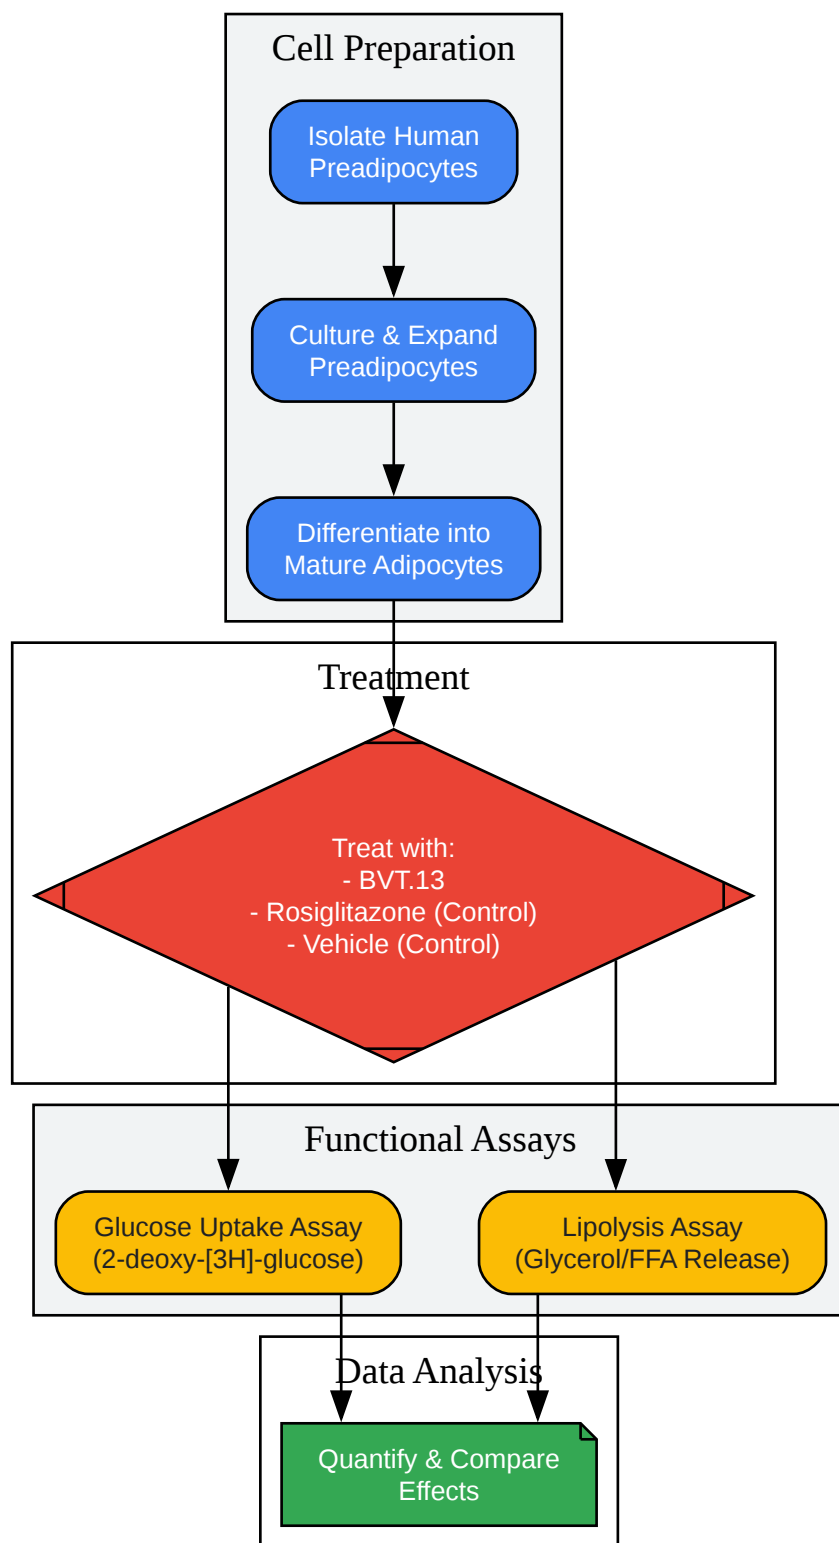 Cell Preparation
Isolate Human
Preadipocytes
Culture & Expand
Preadipocytes
Differentiate into
Mature Adipocytes
Treatment
Treat with:
- BVT.13
- Rosiglitazone (Control)
- Vehicle (Control)
Functional Assays
Glucose Uptake Assay
(2-deoxy-[3H]-glucose)
Lipolysis Assay
(Glycerol/FFA Release)
Data Analysis
Quantify & Compare
Effects